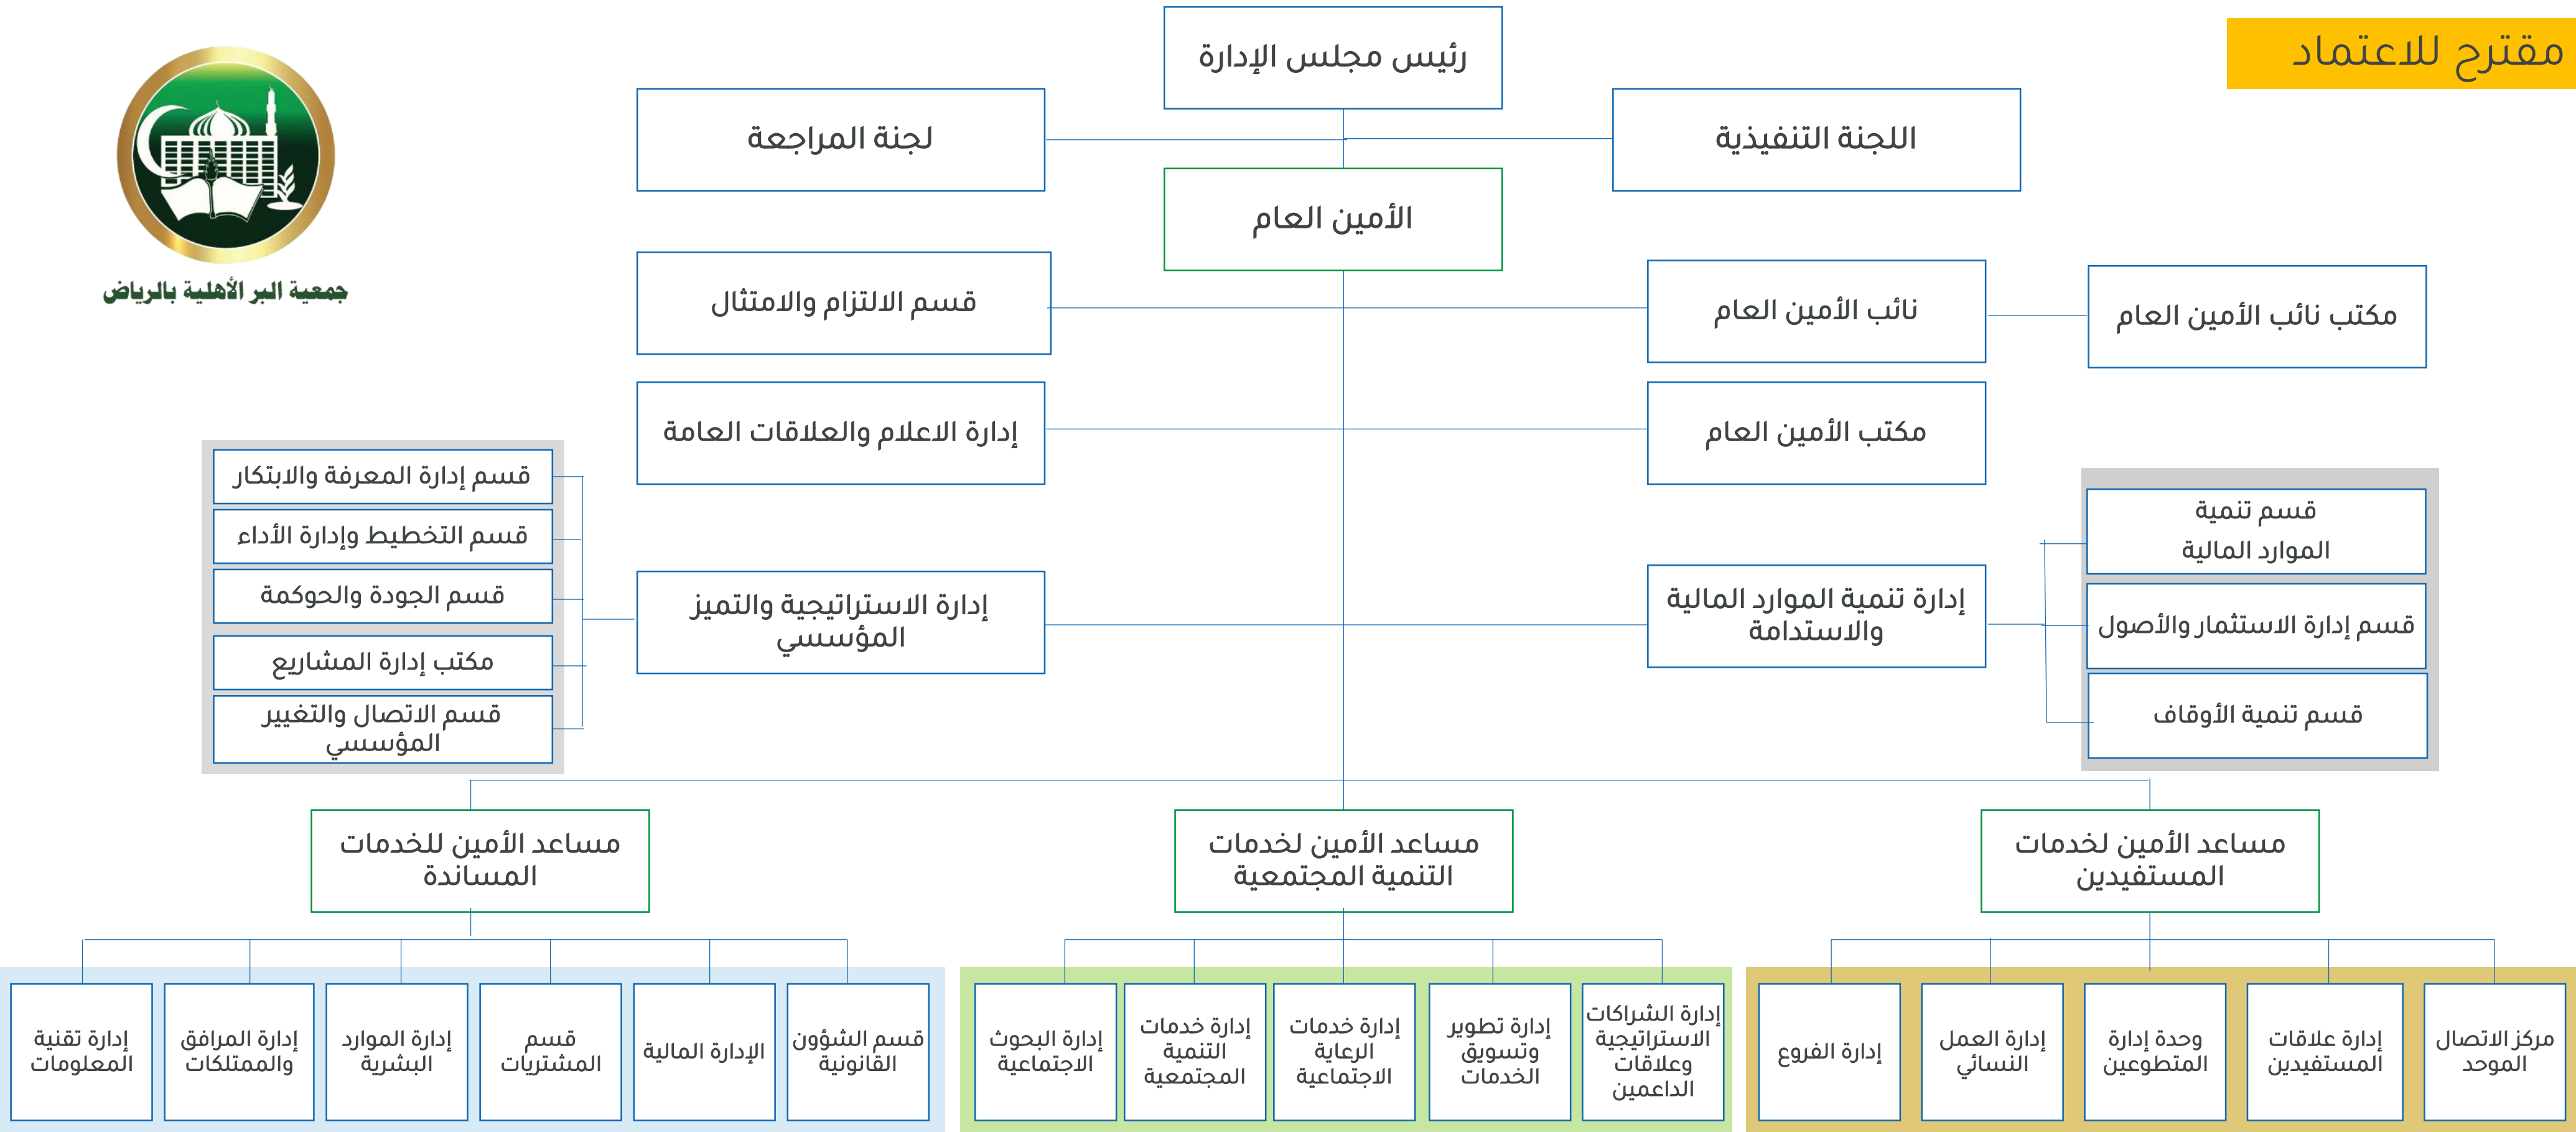 مقترح للاعتماد
رئيس مجلس الإدارة
اللجنة التنفيذية
لجنة المراجعة
الأمين العام
جمعية البر الأهلية بالرياض
مكتب نائب الأمين العام
نائب الأمين العام
قسم الالتزام والامتثال
مكتب الأمين العام
إدارة الاعلام والعلاقات العامة
قسم تنمية
الموارد المالية
قسم إدارة الاستثمار والأصول
قسم تنمية الأوقاف
إدارة تنمية الموارد المالية
والاستدامة
إدارة الاستراتيجية والتميز
المؤسسي
قسم إدارة المعرفة والابتكار
قسم التخطيط وإدارة الأداء
قسم الجودة والحوكمة
مكتب إدارة المشاريع
قسم الاتصال والتغيير
المؤسسي
مساعد الأمين لخدمات
المستفيدين
مساعد الأمين لخدمات
التنمية المجتمعية
مساعد الأمين للخدمات
المساندة
مركز الاتصال
الموحد
إدارة علاقات
المستفيدين
وحدة إدارة
المتطوعين
إدارة العمل
النسائي
إدارة الفروع
إدارة الشراكات
الاستراتيجية
وعلاقات
الداعمين
إدارة تطوير
وتسويق
الخدمات
إدارة خدمات
الرعاية
الاجتماعية
إدارة خدمات
التنمية
المجتمعية
إدارة البحوث
الاجتماعية
قسم الشؤون
القانونية
الإدارة المالية
قسم
المشتريات
إدارة الموارد
البشرية
إدارة المرافق
والممتلكات
إدارة تقنية
المعلومات